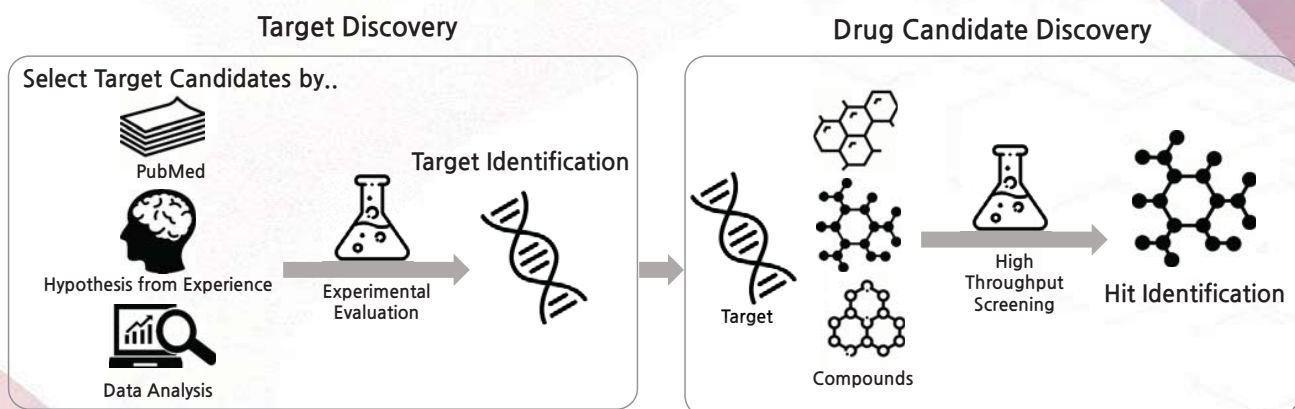 Target Discovery
Select Target Candidates by..
PubMed
Hypothesis from Experience
Data Analysis
Experimental
Evaluation
Target Identification
Drug Candidate Discovery
Target
Compounds
High
Throughput
Screening
Hit Identification